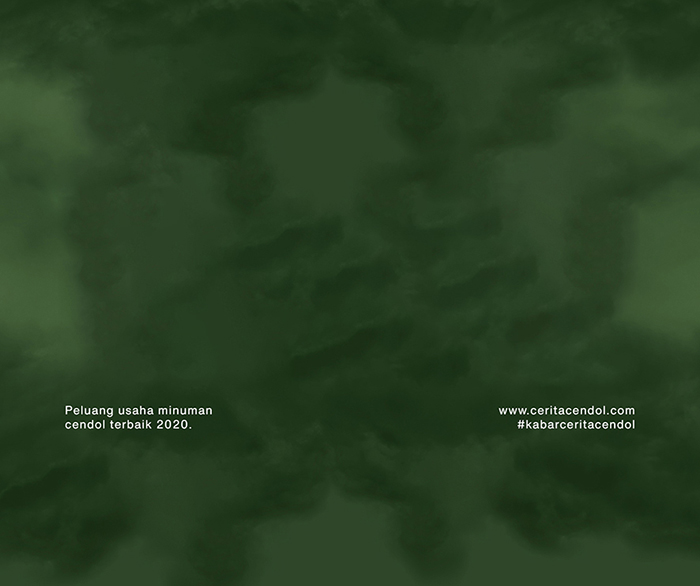 Peluang usaha minuman
cendol terbaik 2020.
www.ceritacendol.com
#kabarceritacendol